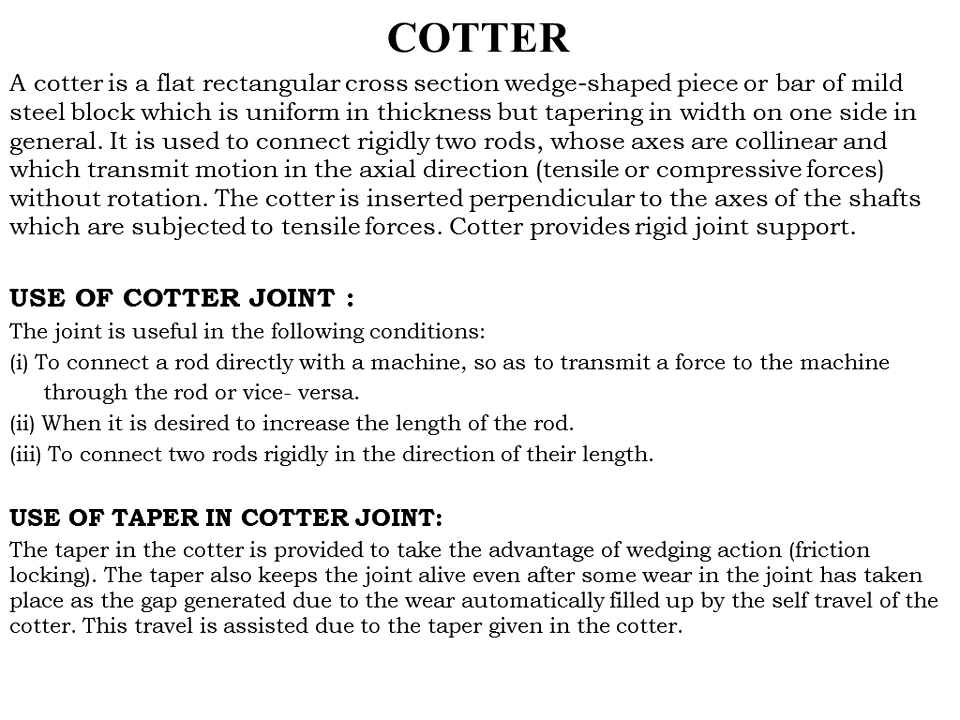 COTTER
A cotter is a flat rectangular cross section wedge-shaped piece or bar of mild
steel block which is uniform in thickness but tapering in width on one side in
general. It is used to connect rigidly two rods, whose axes are collinear and
which transmit motion in the axial direction (tensile or compressive forces)
without rotation. The cotter is inserted perpendicular to the axes of the shafts
which are subjected to tensile forces. Cotter provides rigid joint support.
USE OF COTTER JOINT :
The joint is useful in the following conditions:
(i) To connect a rod directly with a machine, so as to transmit a force to the machine
through the rod or vice- versa.
(ii) When it is desired to increase the length of the rod.
(iii) To connect two rods rigidly in the direction of their length.
USE OF TAPER IN COTTER JOINT:
The taper in the cotter is provided to take the advantage of wedging action (friction
locking). The taper also keeps the joint alive even after some wear in the joint has taken
place as the gap generated due to the wear automatically filled up by the self travel of the
cotter. This travel is assisted due to the taper given in the cotter.